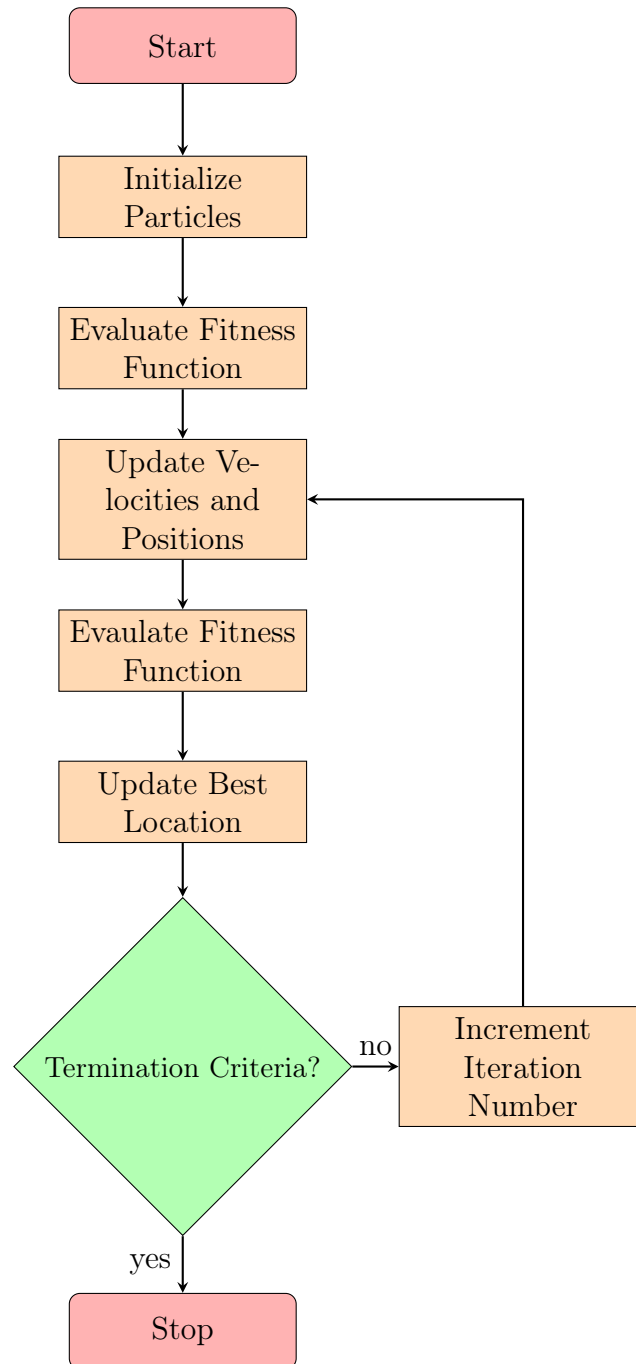 Start
Initialize
Particles
Evaluate Fitness
Function
Update Ve-
locities and
Positions
Evaulate Fitness
Function
Update Best
Location
Termination Criteria?
no
Increment
Iteration
Number
yes
Stop